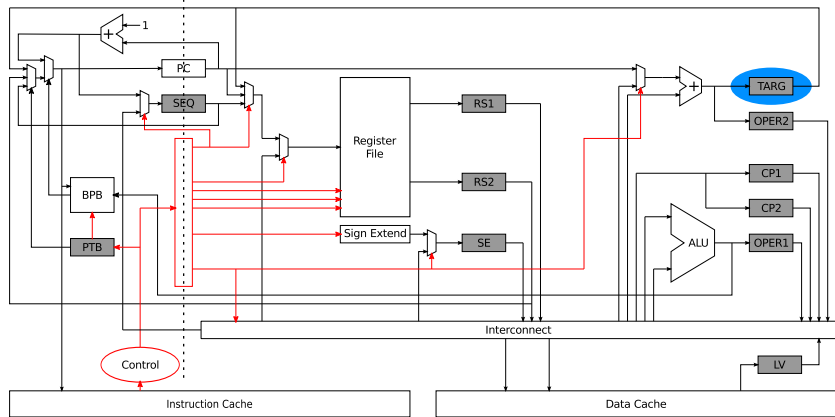 1
+
PC
+
TARG
SEQ
RS1
OPER2
Register
File
CP1
RS2
BPB
CP2
Sign Extend
SE
ALU
OPER1
PTB
Interconnect
Control
LV
Instruction Cache
Data Cache